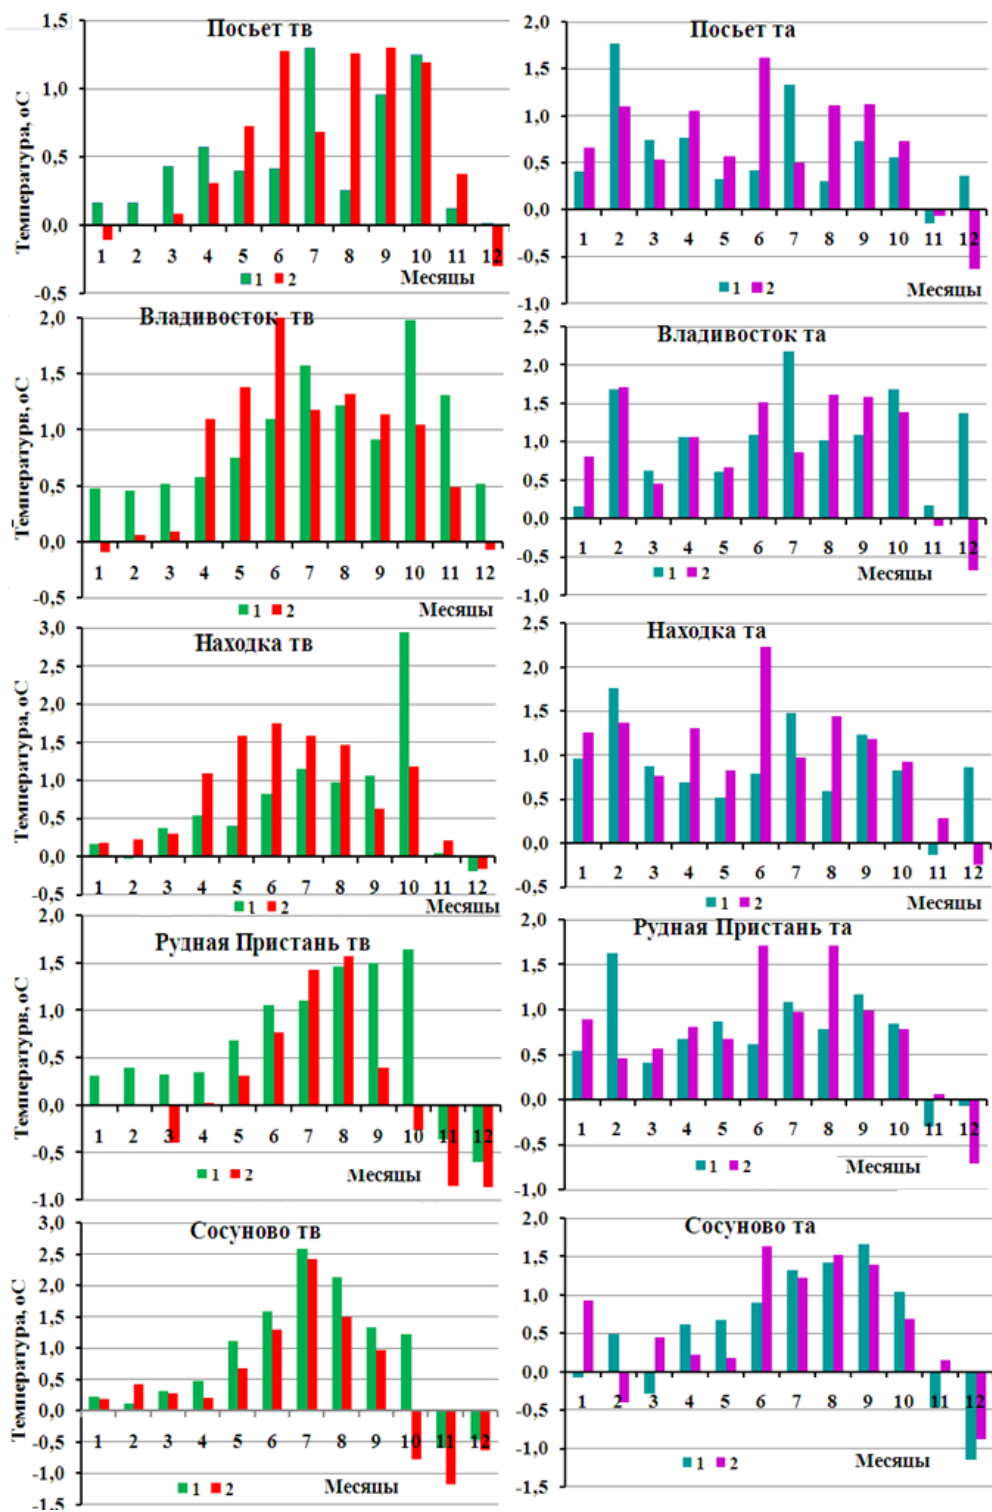 Посьет тв
Температура, оС
1,5
1,0
0,5
0,0
-0,5
1 2 3 4 5 6 7 8 9 10 11 12
Месяцы
1 2
Посьет та
2,0
1,5
1,0
0,5
0,0
-0,5
-1,0
1 2 3 4 5 6 7 8 9 10 11 12
1 2
Месяцы
Владивосток тв
Температурв, оС
2,0
1,5
1,0
0,5
0,0
-0,5
1 2 3 4 5 6 7 8 9 10 11 12
1 2
Месяцы
Владивосток та
2,5
2,0
1,5
1,0
0,5
0,0
-0,5
-1,0
1 2 3 4 5 6 7 8 9 10 11 12
1 2
Месяцы
Находка тв
Температура, оС
3,0
2,5
2,0
1,5
1,0
0,5
0,0
-0,5
1 2 3 4 5 6 7 8 9 10 11 12
1 2
Месяцы
Находка та
2,5
2,0
1,5
1,0
0,5
0,0
-0,5
1 2 3 4 5 6 7 8 9 10 11 12
1 2
Месяцы
Рудная Пристань тв
Температурв, оС
2,0
1,5
1,0
0,5
0,0
-0,5
-1,0
1 2 3 4 5 6 7 8 9 10 11 12
1 2
Месяцы
Рудная Пристань та
2,0
1,5
1,0
0,5
0,0
-0,5
-1,0
1 2 3 4 5 6 7 8 9 10 11 12
1 2
Месяцы
Сосуново тв
Температура, оС
3,0
2,5
2,0
1,5
1,0
0,5
0,0
-0,5
-1,0
-1,5
1 2 3 4 5 6 7 8 9 10 11 12
1 2
Месяцы
Сосуново та
2,0
1,5
1,0
0,5
0,0
-0,5
-1,0
-1,5
1 2 3 4 5 6 7 8 9 10 11 12
1 2
Месяцы